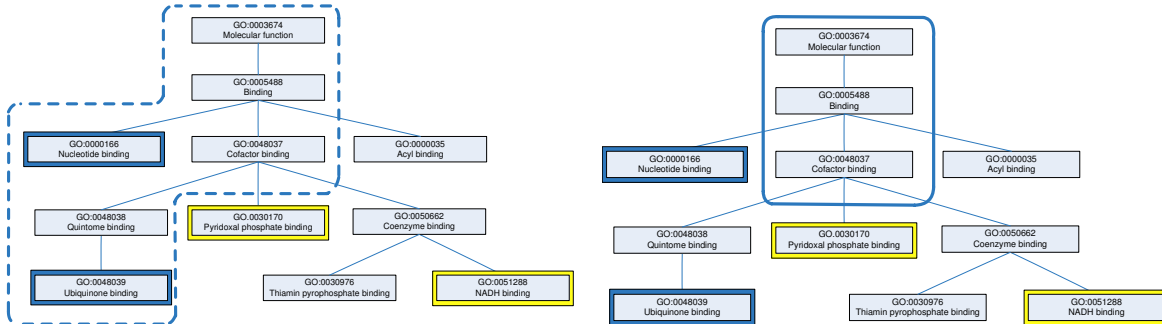 GO:0003674
Molecular function
GO:0005488
Binding
GO:0000166
Nucleotide binding
GO:0048037
Cofactor binding
GO:0000035
Acyl binding
GO:0048038
Quintome binding
GO.0030170
Pyridoxal phosphate binding
GO:0050662
Coenzyme binding
GO:0048039
Ubiquinone binding
GO:0030976
Thiamin pyrophosphate binding
GO:0051288
NADH binding
GO:0003674
Molecular function
GO:0005488
Binding
GO:0000166
Nucleotide binding
GO:0048037
Cofactor binding
GO:0000035
Acyl binding
GO:0048038
Quintome binding
GO.0030170
Pyridoxal phosphate binding
GO:0050662
Coenzyme binding
GO:0048039
Ubiquinone binding
GO:0030976
Thiamin pyrophosphate binding
GO:0051288
NADH binding